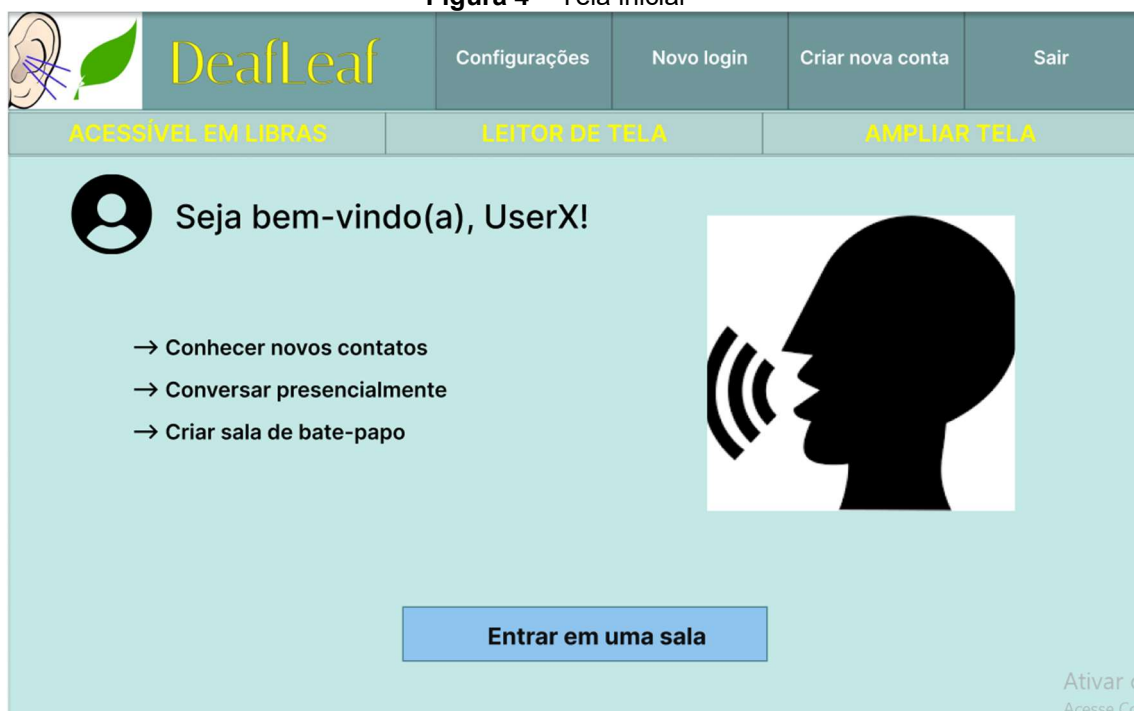 Figura 4 – Tela inicial
DeafLeaf
Configurações
Novo login
Criar nova conta
Sair
ACESSÍVEL EM LIBRAS
LEITOR DE TELA
AMPLIAR TELA
Seja bem-vindo(a), UserX!
→ Conhecer novos contatos
→ Conversar presencialmente
→ Criar sala de bate-papo
Entrar em uma sala
Ativar